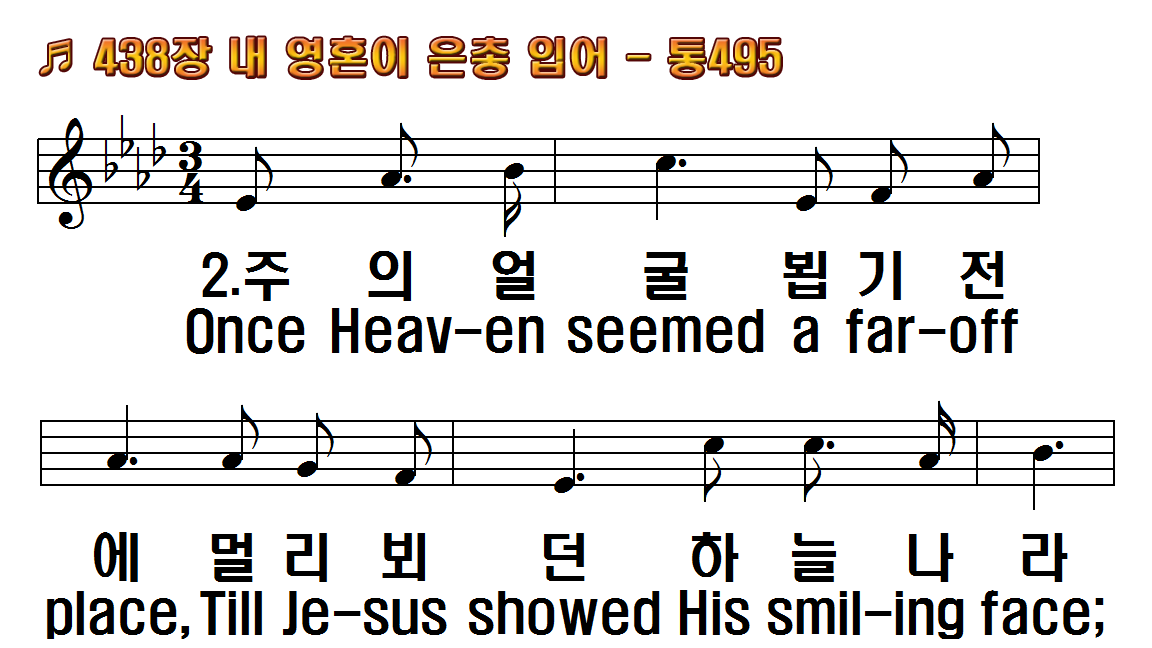 ♬ 438장 내 영혼이 은총 입어 - 통495
3
4
2.주 의 얼 굴 뵙 기 전
Once Heav-en seemed a far-off
에 멀 리 뵈 던 하 늘 나 라
place, Till Je-sus showed His smil-ing face;